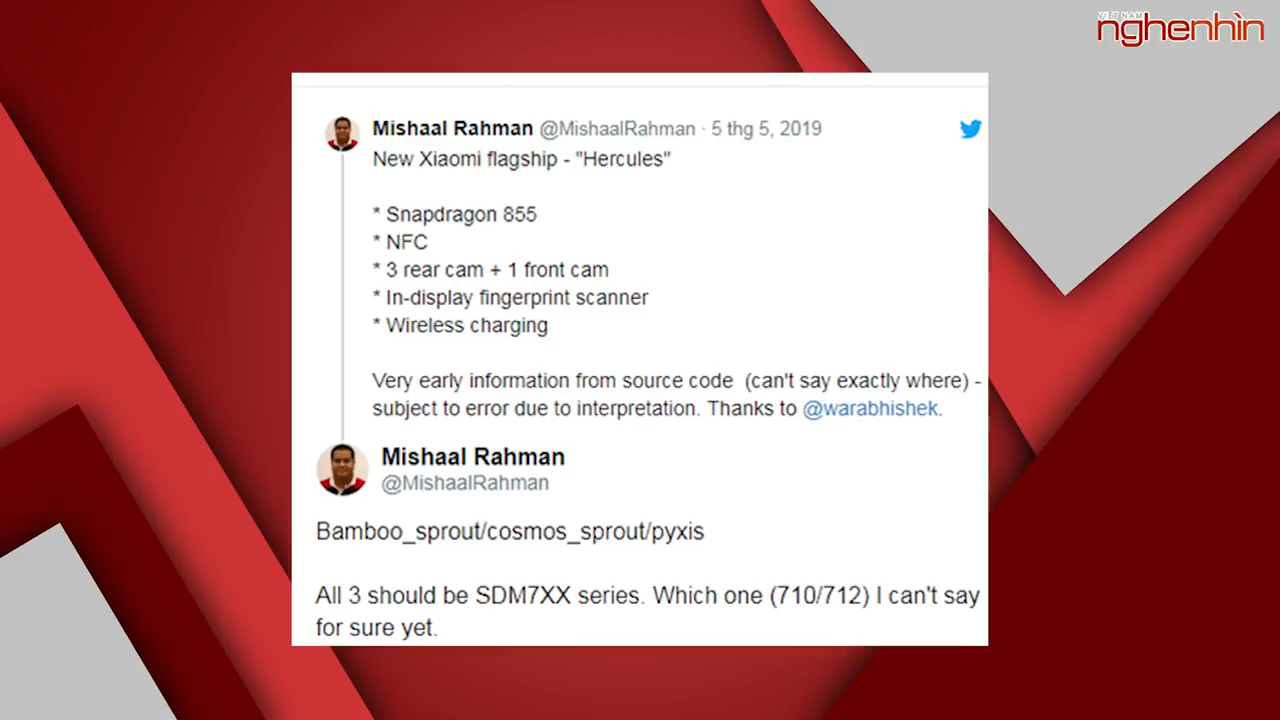 VIET NAM
nghenhìn
Mishaal Rahman @MishaalRahman · 5 thg 5, 2019
New Xiaomi flagship - "Hercules"
* Snapdragon 855
* NFC
* 3 rear cam + 1 front cam
* In-display fingerprint scanner
* Wireless charging
Very early information from source code (can't say exactly where) -
subject to error due to interpretation. Thanks to @warabhishek.
Mishaal Rahman
@MishaalRahman
Bamboo_sprout/cosmos_sprout/pyxis
All 3 should be SDM7XX series. Which one (710/712) I can't say
for sure yet.